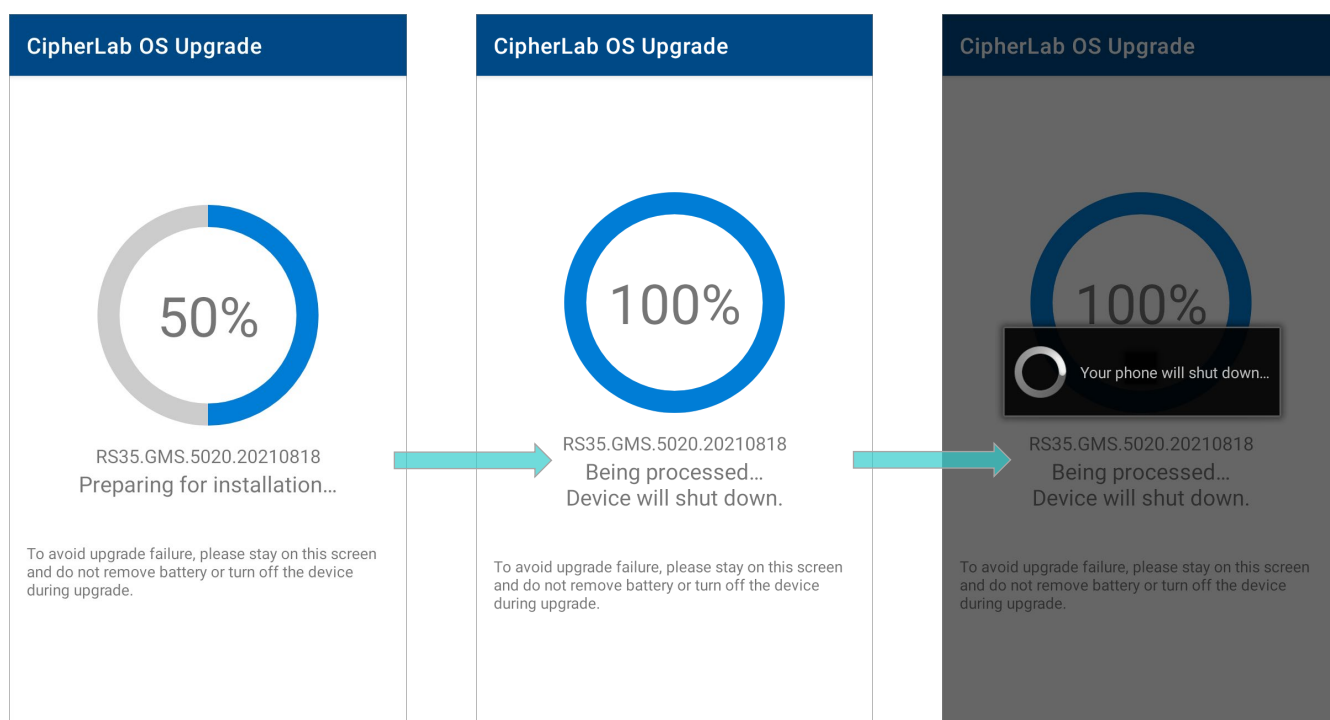 CipherLab OS Upgrade
50%
RS35.GMS.5020.20210818
Preparing for installation...
To avoid upgrade failure, please stay on this screen
and do not remove battery or turn off the device
during upgrade.
CipherLab OS Upgrade
100%
RS35.GMS.5020.20210818
Being processed...
Device will shut down.
To avoid upgrade failure, please stay on this screen
and do not remove battery or turn off the device
during upgrade.
CipherLab OS Upgrade
100%
Your phone will shut down...
RS35.GMS.5020.20210818
Being processed...
Device will shut down.
To avoid upgrade failure, please stay on this screen
and do not remove battery or turn off the device
during upgrade.